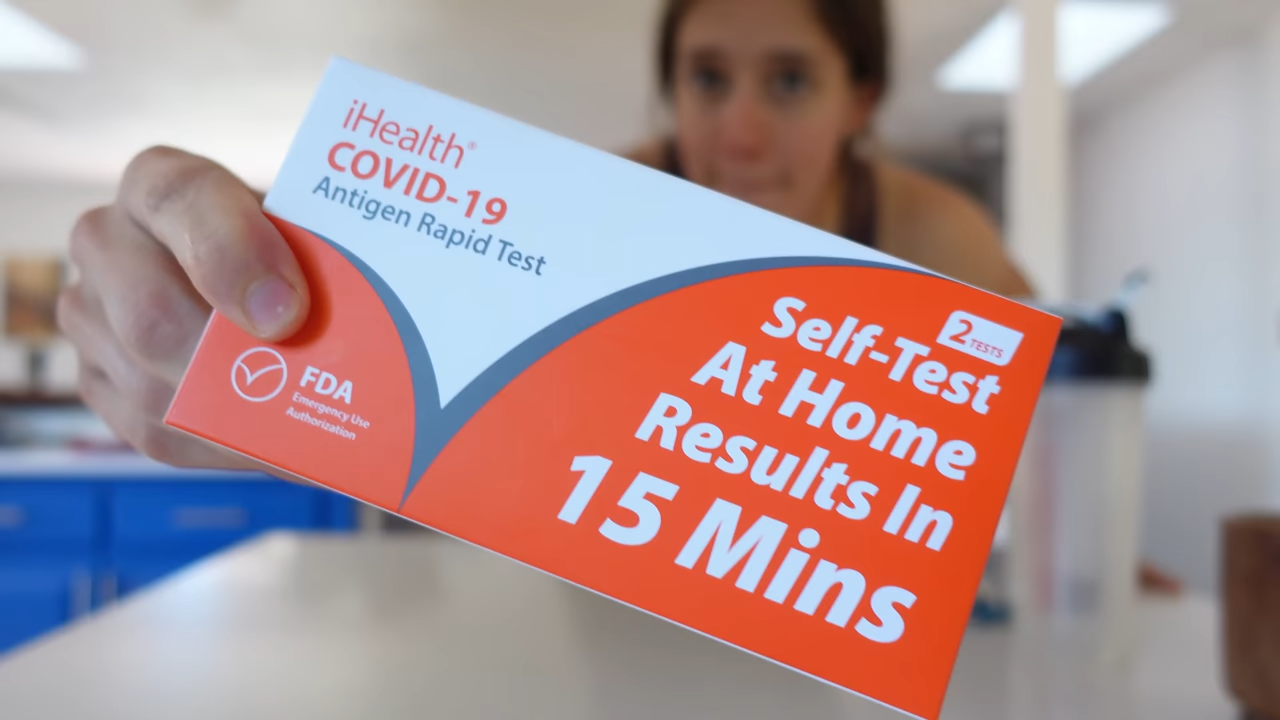 iHealth®
COVID-19
Antigen Rapid Test
FDA
Emergency Use
Authorization
2 TESTS
Self-Test
At Home
Results In
15 Mins